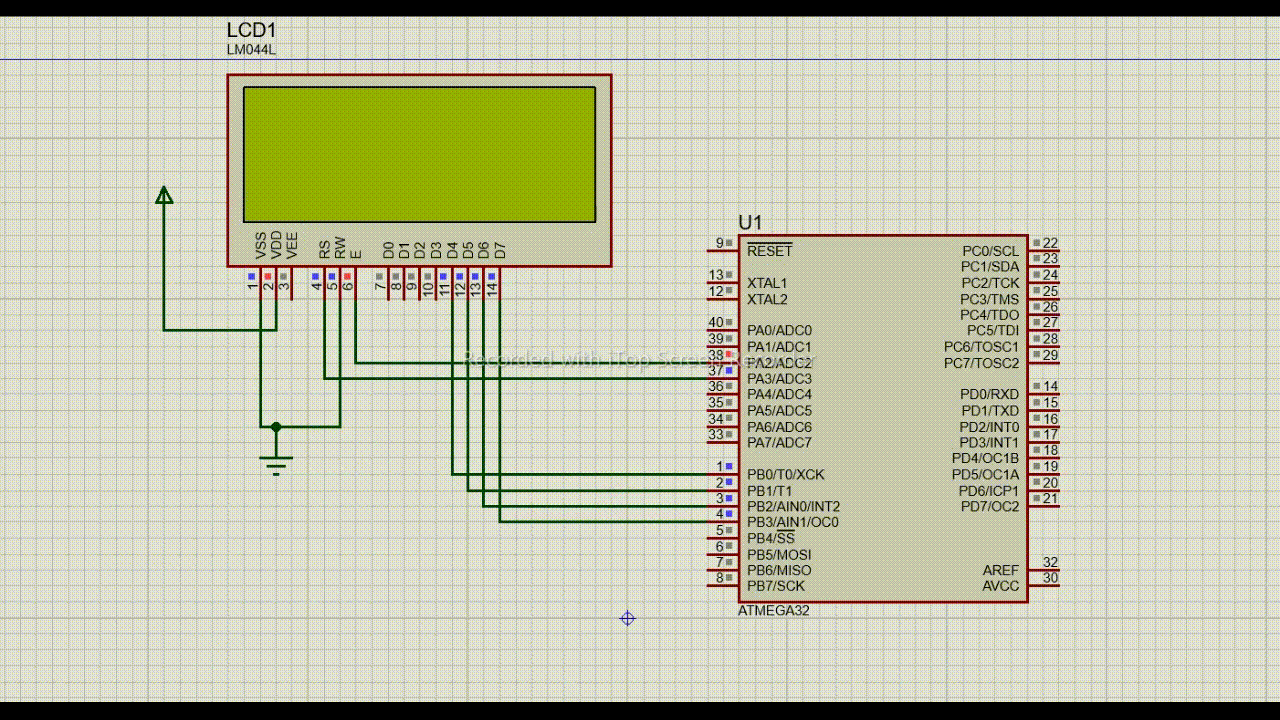 LCD1
LM044L
VSS VDD VEE RS RW E D0 D1 D2 D3 D4 D5 D6 D7
1 2 3 4 5 6 7 8 9 10 11 12 13 14
Recorded with iTop Screen Recorder
U1
9 RESET
13 XTAL1
12 XTAL2
40 PA0/ADC0
39 PA1/ADC1
38 PA2/ADC2
37 PA3/ADC3
36 PA4/ADC4
35 PA5/ADC5
34 PA6/ADC6
33 PA7/ADC7
1 PB0/T0/XCK
2 PB1/T1
3 PB2/AIN0/INT2
4 PB3/AIN1/OC0
5 PB4/SS
6 PB5/MOSI
7 PB6/MISO
8 PB7/SCK
PC0/SCL 22
PC1/SDA 23
PC2/TCK 24
PC3/TMS 25
PC4/TDO 26
PC5/TDI 27
PC6/TOSC1 28
PC7/TOSC2 29
PD0/RXD 14
PD1/TXD 15
PD2/INT0 16
PD3/INT1 17
PD4/OC1B 18
PD5/OC1A 19
PD6/ICP1 20
PD7/OC2 21
AREF 32
AVCC 30
ATMEGA32